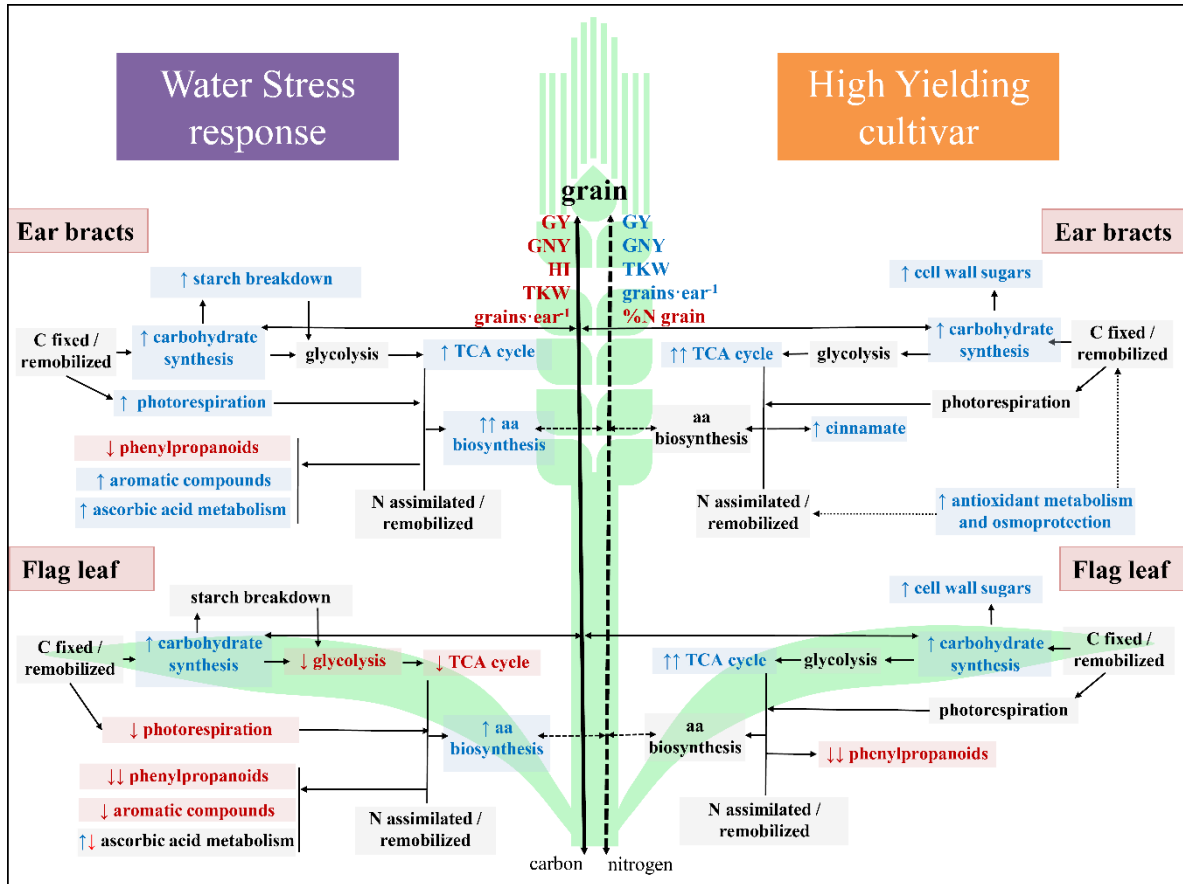 Water Stress
response
High Yielding
cultivar
grain
GY
GNY
HI
TKW
grains·ear⁻¹
GY
GNY
TKW
grains·ear⁻¹
%N grain
Ear bracts
↑ starch breakdown
C fixed /
remobilized
↑ carbohydrate
synthesis
glycolysis
↑ TCA cycle
↑ photorespiration
↑↑ aa
biosynthesis
↓ phenylpropanoids
↑ aromatic compounds
↑ ascorbic acid metabolism
N assimilated /
remobilized
Ear bracts
↑ cell wall sugars
↑↑ TCA cycle
glycolysis
↑ carbohydrate
synthesis
C fixed /
remobilized
photorespiration
aa
biosynthesis
↑ cinnamate
N assimilated /
remobilized
↑ antioxidant metabolism
and osmoprotection
Flag leaf
starch breakdown
C fixed /
remobilized
↑ carbohydrate
synthesis
↓ glycolysis
↓ TCA cycle
↓ photorespiration
↑ aa
biosynthesis
↓↓ phenylpropanoids
↓ aromatic compounds
↑↓ ascorbic acid metabolism
N assimilated /
remobilized
Flag leaf
↑ cell wall sugars
↑↑ TCA cycle
glycolysis
↑ carbohydrate
synthesis
C fixed /
remobilized
photorespiration
aa
biosynthesis
↓↓ phenylpropanoids
N assimilated /
remobilized
carbon
nitrogen